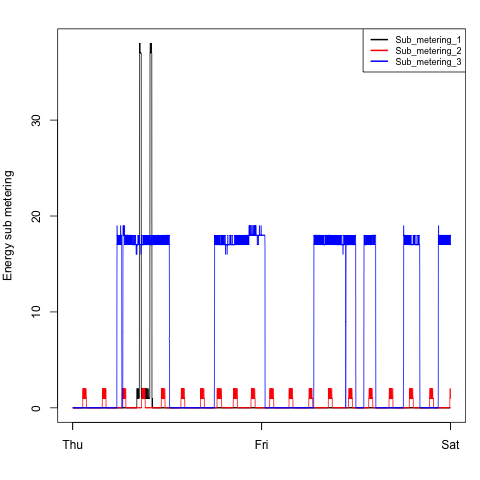 Sub_metering_1
Sub_metering_2
Sub_metering_3
Energy sub metering
30
20
10
0
Thu Fri Sat